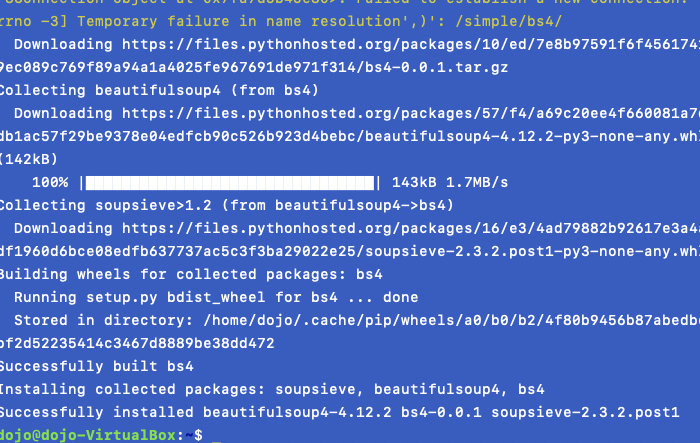 rrno -3] Temporary failure in name resolution',)': /simple/bs4/
  Downloading https://files.pythonhosted.org/packages/10/ed/7e8b97591f6f4561742
9ec089c769f89a94a1a4025fe967691de971f314/bs4-0.0.1.tar.gz
Collecting beautifulsoup4 (from bs4)
  Downloading https://files.pythonhosted.org/packages/57/f4/a69c20ee4f660081a7
db1ac57f29be9378e04edfcb90c526b923d4bebc/beautifulsoup4-4.12.2-py3-none-any.wh
(142kB)
    100% |████████████████████████████████| 143kB 1.7MB/s
Collecting soupsieve>1.2 (from beautifulsoup4->bs4)
  Downloading https://files.pythonhosted.org/packages/16/e3/4ad79882b92617e3a4
df1960d6bce08edfb637737ac5c3f3ba29022e25/soupsieve-2.3.2.post1-py3-none-any.wh
Building wheels for collected packages: bs4
  Running setup.py bdist_wheel for bs4 ... done
  Stored in directory: /home/dojo/.cache/pip/wheels/a0/b0/b2/4f80b9456b87abedb
bf2d52235414c3467d8889be38dd472
Successfully built bs4
Installing collected packages: soupsieve, beautifulsoup4, bs4
Successfully installed beautifulsoup4-4.12.2 bs4-0.0.1 soupsieve-2.3.2.post1
dojo@dojo-VirtualBox:~$ _